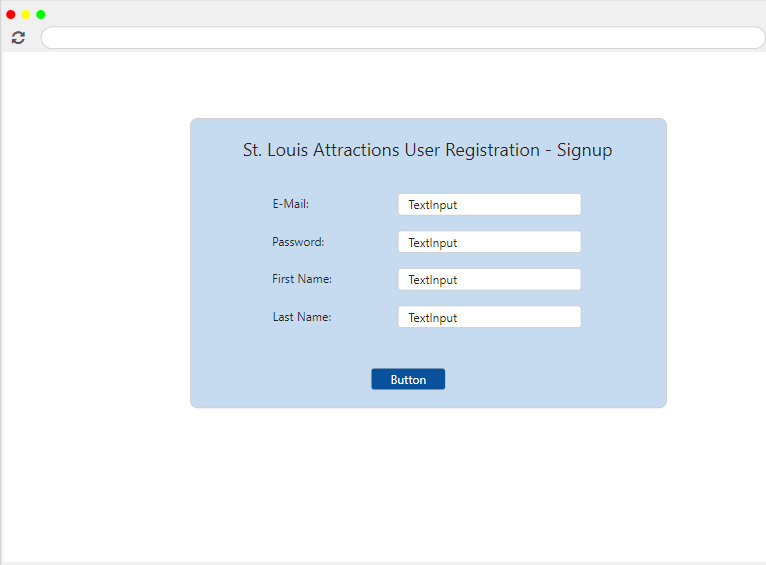 St. Louis Attractions User Registration - Signup
E-Mail: TextInput
Password: TextInput
First Name: TextInput
Last Name: TextInput
Button